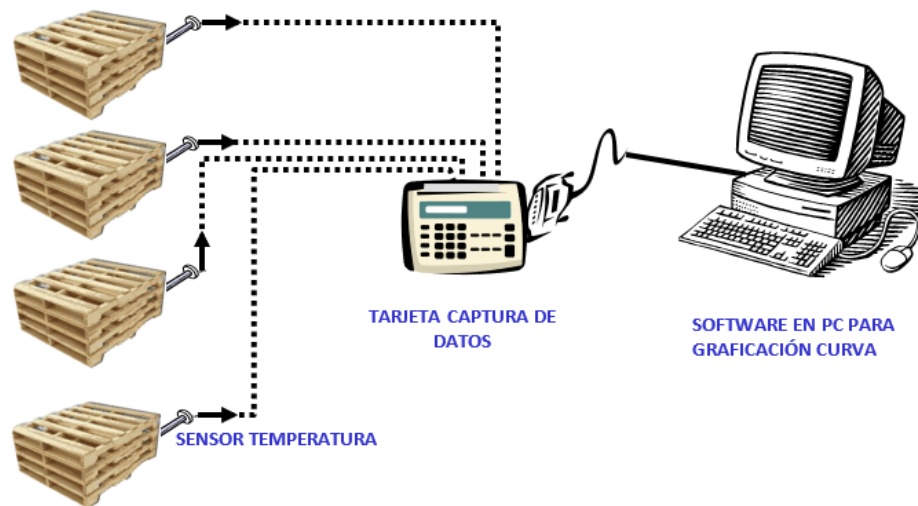 TARJETA CAPTURA DE
DATOS
SOFTWARE EN PC PARA
GRAFICACIÓN CURVA
SENSOR TEMPERATURA